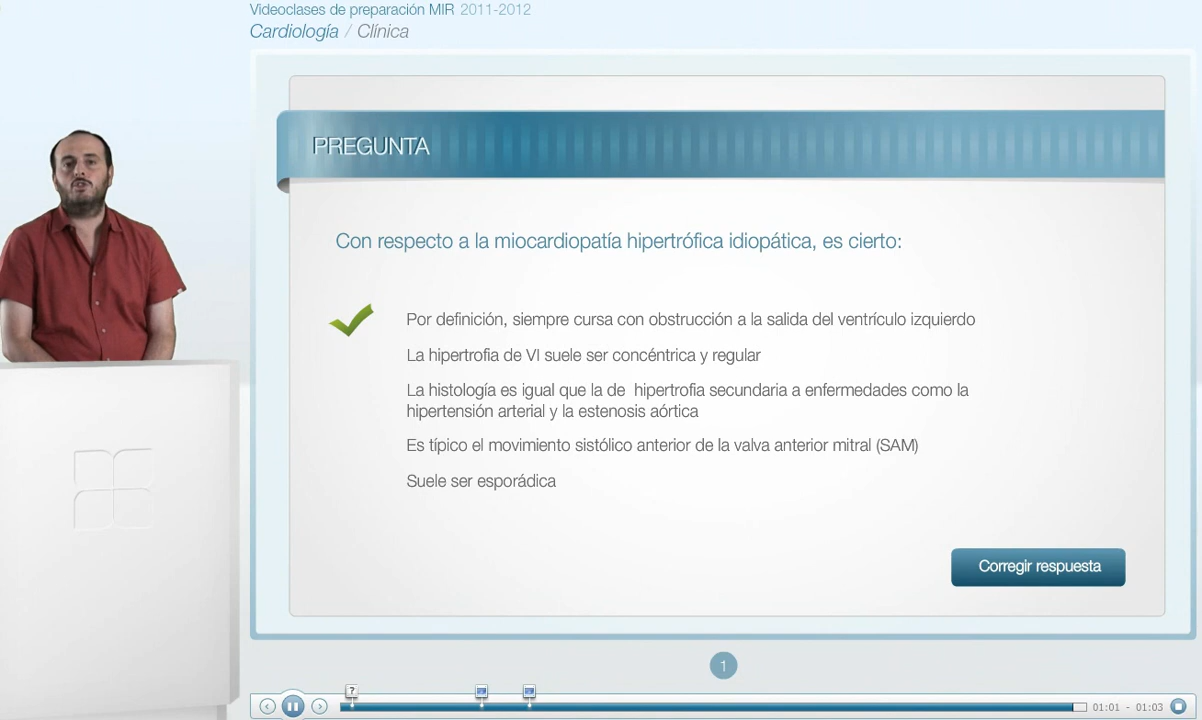 Videoclases de preparación MIR 2011-2012
Cardiología / Clínica
PREGUNTA
Con respecto a la miocardiopatía hipertrófica idiopática, es cierto:
Por definición, siempre cursa con obstrucción a la salida del ventrículo izquierdo
La hipertrofia de VI suele ser concéntrica y regular
La histología es igual que la de hipertrofia secundaria a enfermedades como la
hipertensión arterial y la estenosis aórtica
Es típico el movimiento sistólico anterior de la valva anterior mitral (SAM)
Suele ser esporádica
Corregir respuesta
1
?
01:01 - 01:03